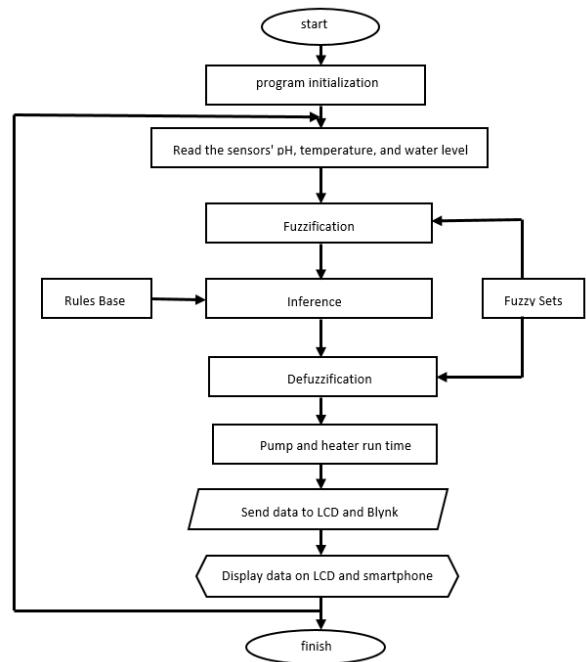 start
program initialization
Read the sensors' pH, temperature, and water level
Fuzzification
Rules Base
Inference
Fuzzy Sets
Defuzzification
Pump and heater run time
Send data to LCD and Blynk
Display data on LCD and smartphone
finish